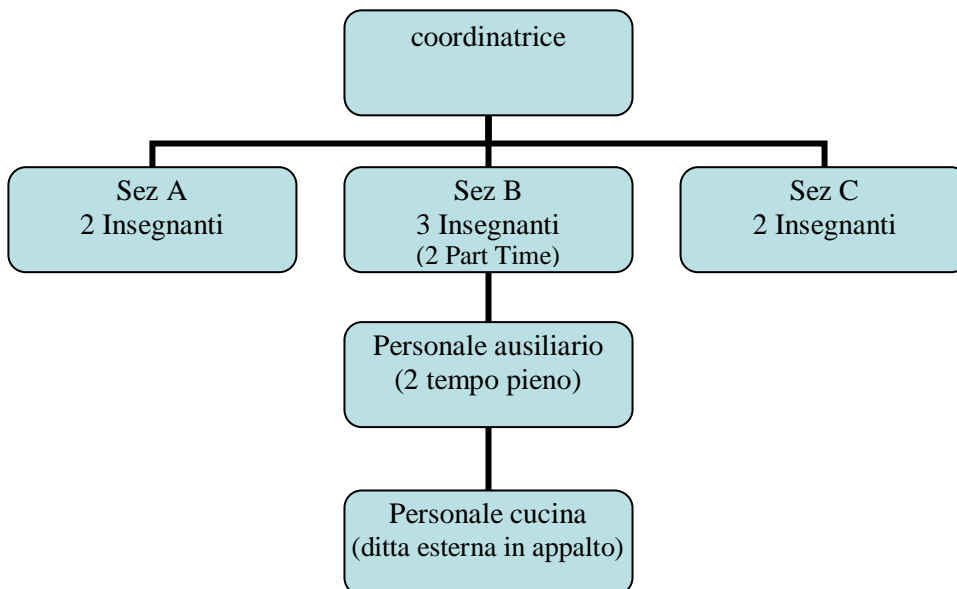 coordinatrice
Sez A
2 Insegnanti
Sez B
3 Insegnanti
(2 Part Time)
Sez C
2 Insegnanti
Personale ausiliario
(2 tempo pieno)
Personale cucina
(ditta esterna in appalto)